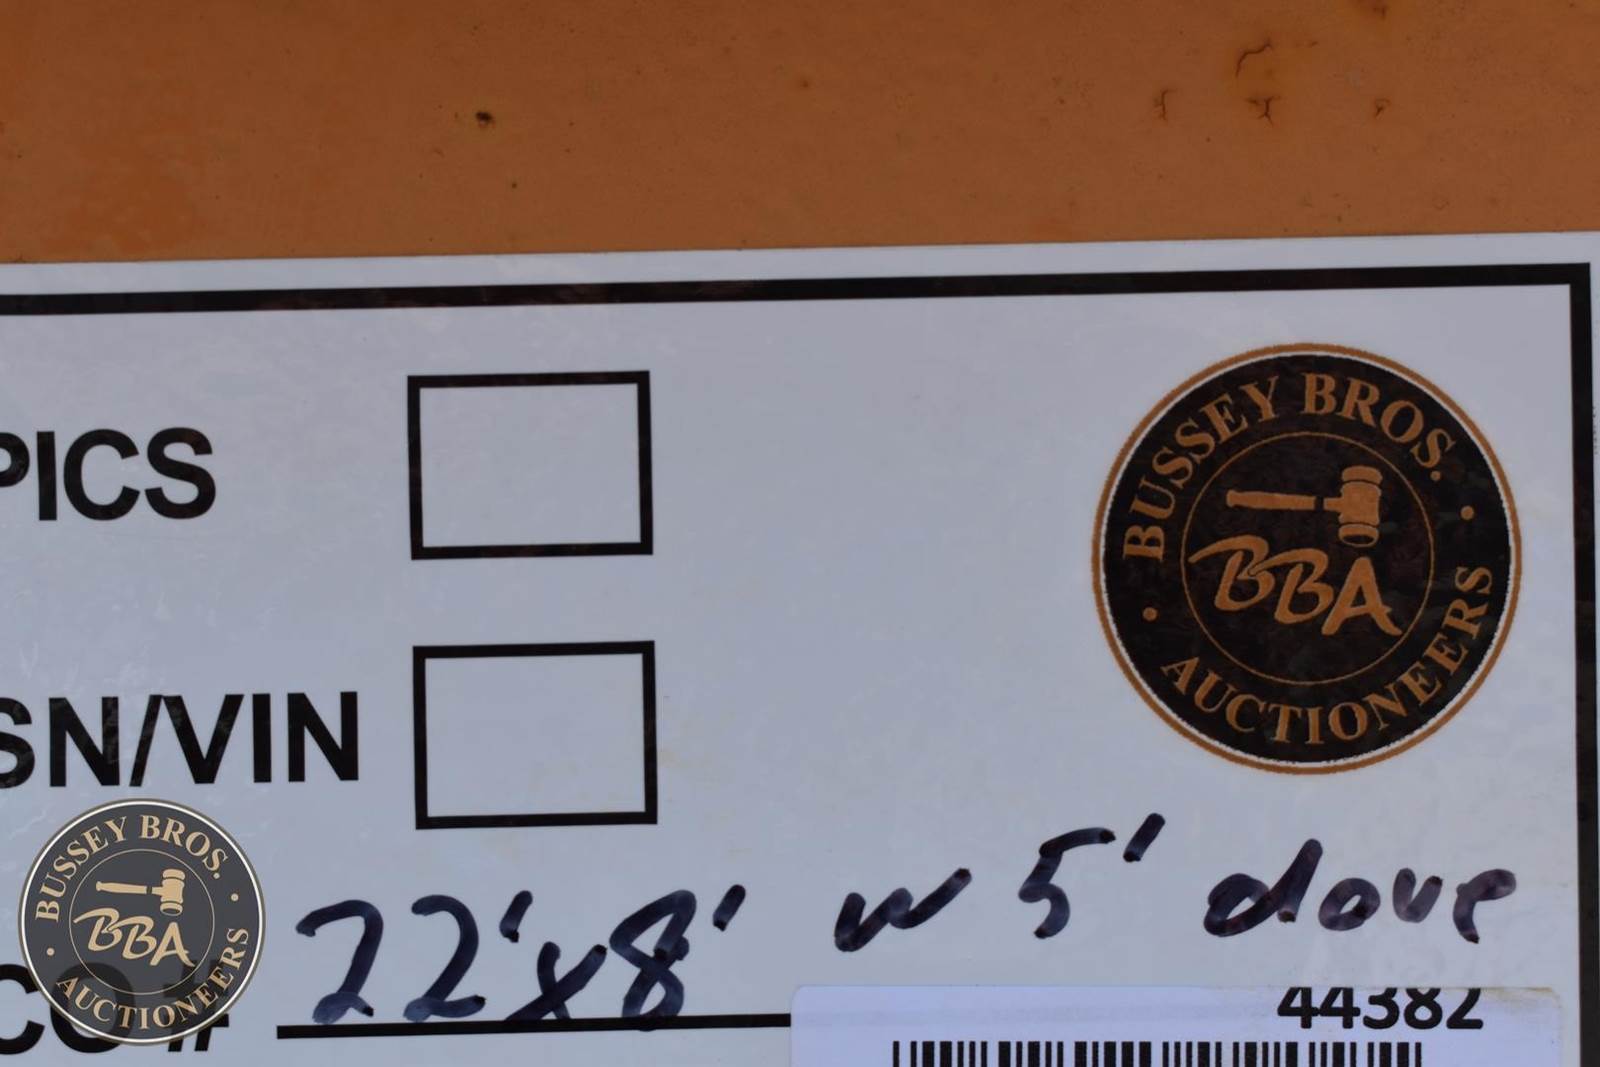 PICS
BUSSEY BROS.
BBA
AUCTIONEERS
SN/VIN
22'x8' w 5' dove
44382
BUSSEY BROS.
BBA
AUCTIONEERS